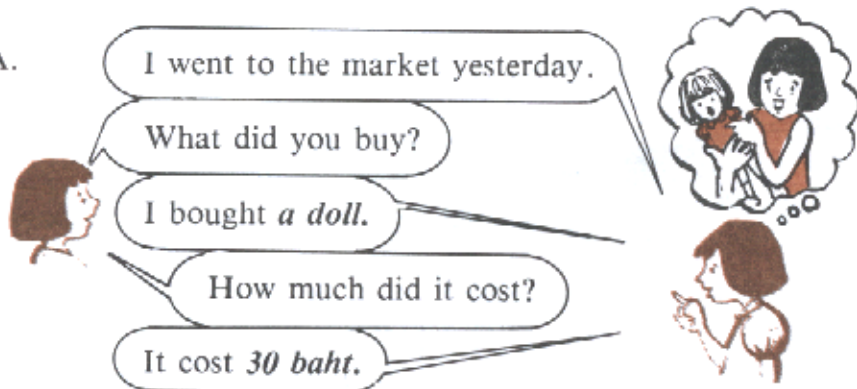 A.
I went to the market yesterday.
What did you buy?
I bought a doll.
How much did it cost?
It cost 30 baht.